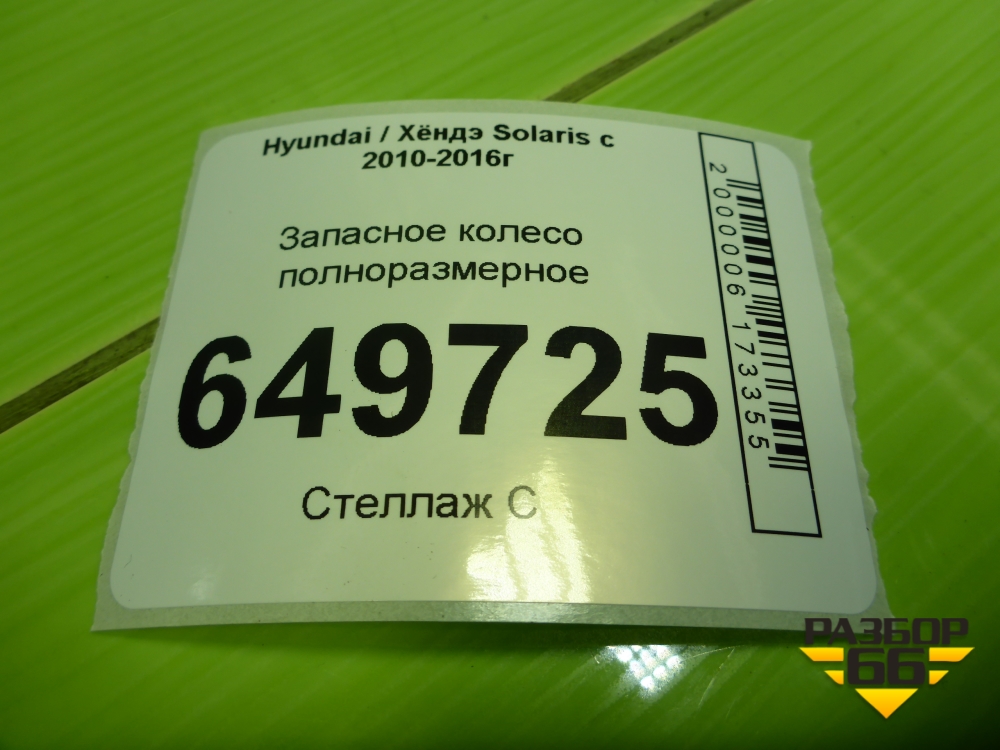 Hyundai / Хёндэ Solaris с
2010-2016г
Запасное колесо
полноразмерное
649725
Стеллаж С
2000006173355
РАЗБОР
66